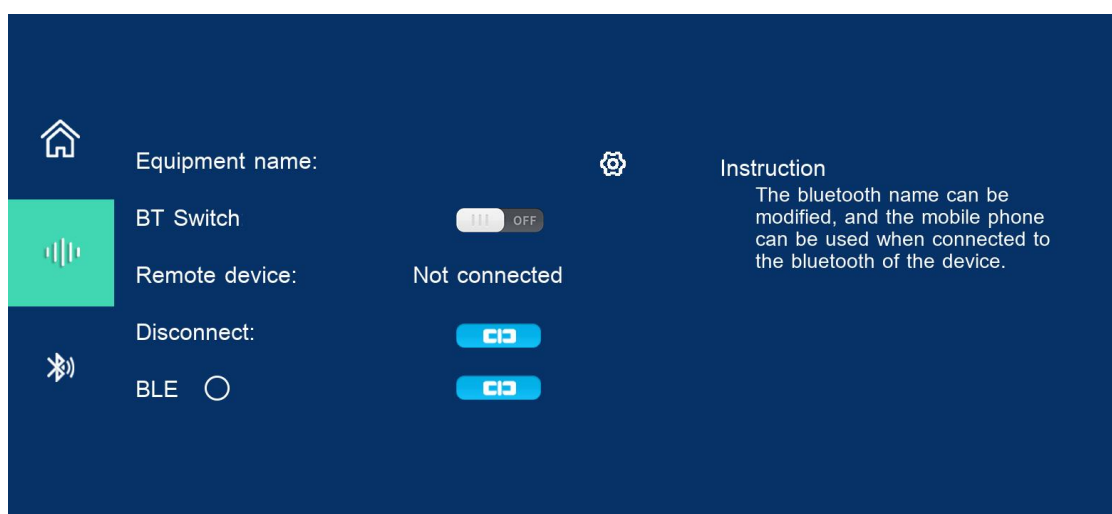 Equipment name:
BT Switch
OFF
Remote device:
Not connected
Disconnect:
BLE
Instruction
The bluetooth name can be
modified, and the mobile phone
can be used when connected to
the bluetooth of the device.